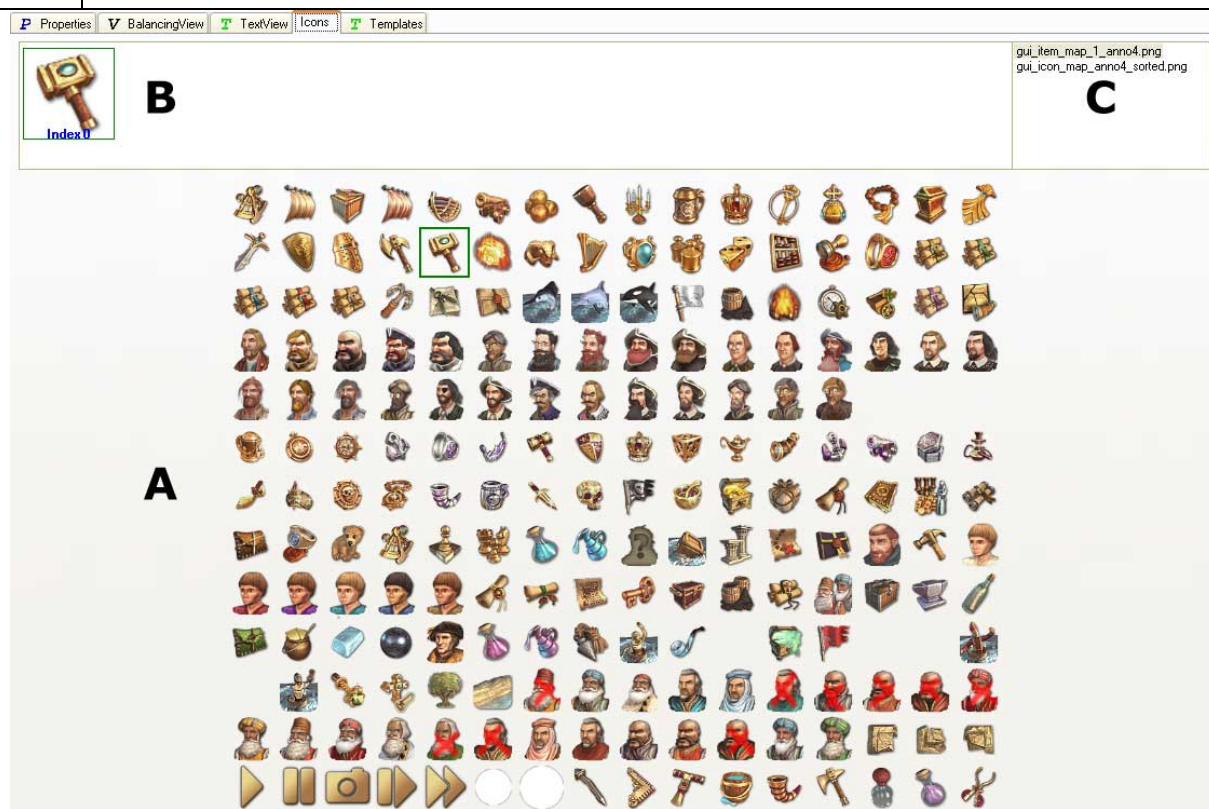 P Properties V BalancingView T TextView Icons T Templates
Index 0
B
gui_item_map_1_anno4.png
gui_icon_map_anno4_sorted.png
C
A